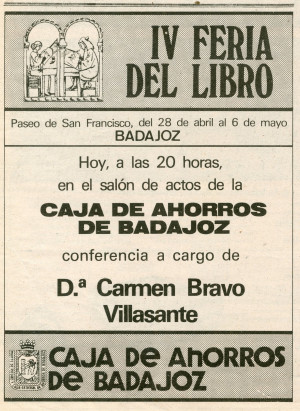 IV FERIA
DEL LIBRO
Paseo de San Francisco, del 28 de abril al 6 de mayo
BADAJOZ
Hoy, a las 20 horas,
en el salón de actos de la
CAJA DE AHORROS
DE BADAJOZ
conferencia a cargo de
D.ª Carmen Bravo
Villasante
CAJA DE AHORROS
DE BADAJOZ